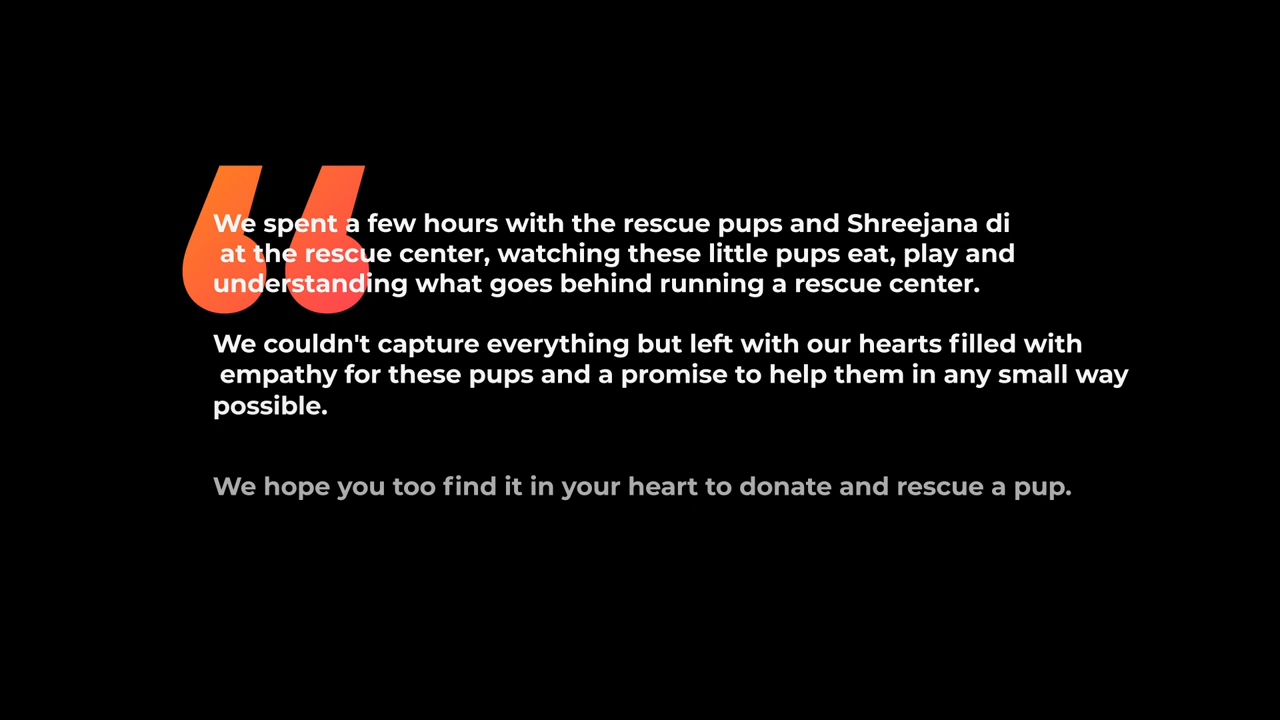 We spent a few hours with the rescue pups and Shreejana di
at the rescue center, watching these little pups eat, play and
understanding what goes behind running a rescue center.
We couldn't capture everything but left with our hearts filled with
empathy for these pups and a promise to help them in any small way
possible.
We hope you too find it in your heart to donate and rescue a pup.